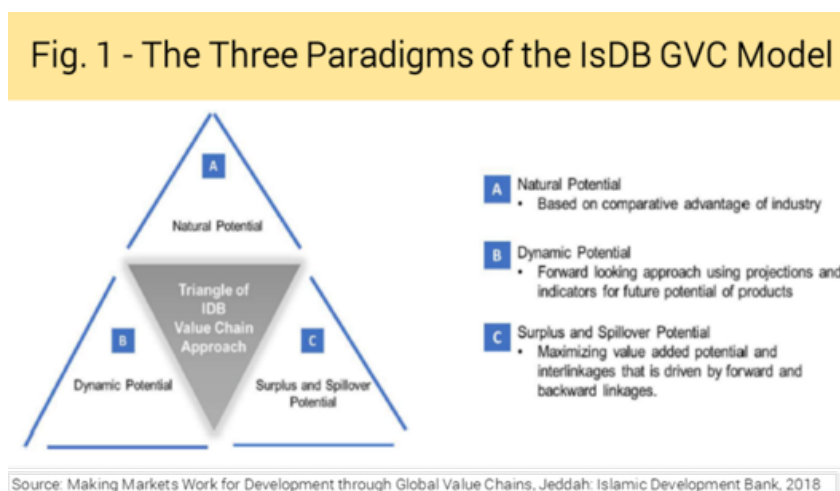 Fig. 1 - The Three Paradigms of the IsDB GVC Model
A
Natural Potential
Triangle of
IDB
Value Chain
Approach
B
Dynamic Potential
C
Surplus and Spillover
Potential
A Natural Potential
• Based on comparative advantage of industry
B Dynamic Potential
• Forward looking approach using projections and
indicators for future potential of products
C Surplus and Spillover Potential
• Maximizing value added potential and
interlinkages that is driven by forward and
backward linkages.
Source: Making Markets Work for Development through Global Value Chains, Jeddah: Islamic Development Bank, 2018